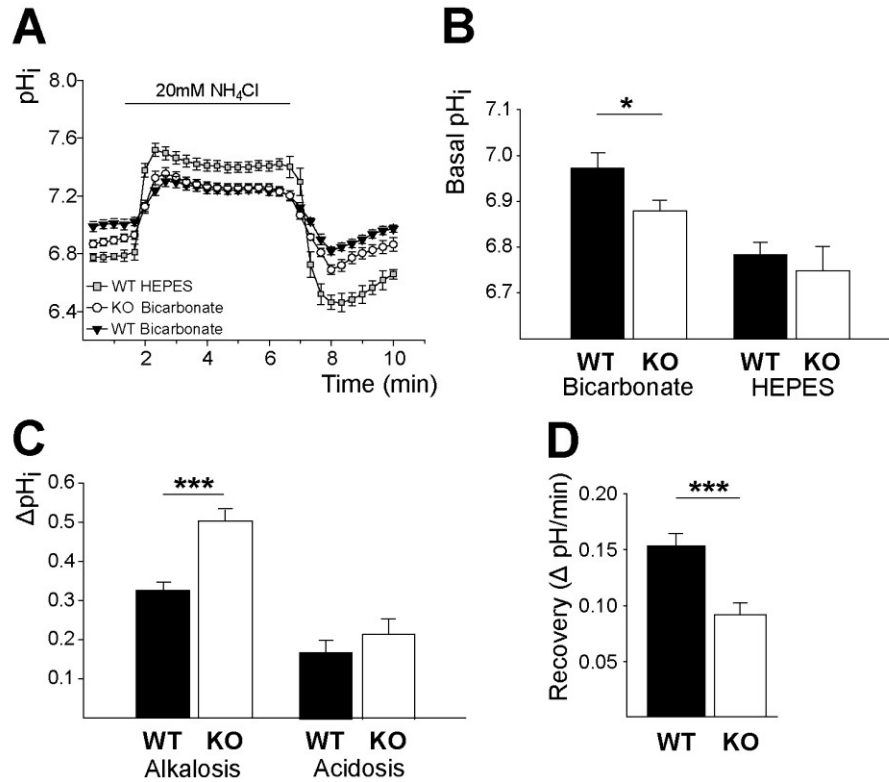 A
pHi
8.0
7.6
7.2
6.8
6.4
20mM NH4Cl
WT HEPES
KO Bicarbonate
WT Bicarbonate
2 4 6 8 10
Time (min)
B
Basal pHi
7.1
7.0
6.9
6.8
6.7
*
WT KO WT KO
Bicarbonate HEPES
C
ΔpHi
0.6
0.5
0.4
0.3
0.2
0.1
***
WT KO WT KO
Alkalosis Acidosis
D
Recovery (Δ pH/min)
0.20
0.15
0.10
0.05
***
WT KO